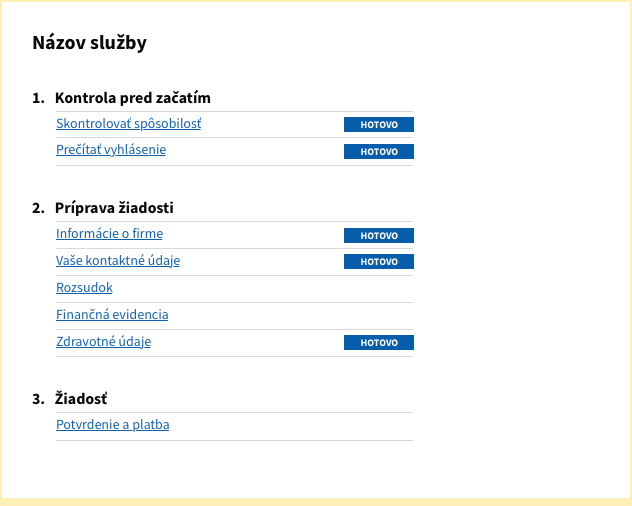 Názov služby
1. Kontrola pred začatím
Skontrolovať spôsobilosť HOTOVO
Prečítať vyhlásenie HOTOVO
2. Príprava žiadosti
Informácie o firme HOTOVO
Vaše kontaktné údaje HOTOVO
Rozsudok
Finančná evidencia
Zdravotné údaje HOTOVO
3. Žiadosť
Potvrdenie a platba